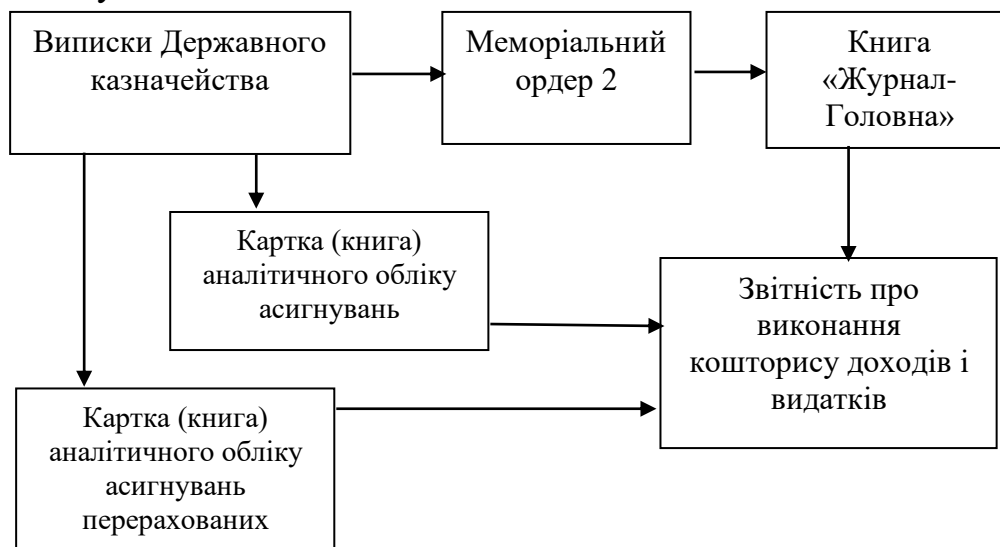 Виписки Державного
казначейства
Меморіальний
ордер 2
Книга
«Журнал-
Головна»
Картка (книга)
аналітичного обліку
асигнувань
Звітність про
виконання
кошторису доходів і
видатків
Картка (книга)
аналітичного обліку
асигнувань
перерахованих